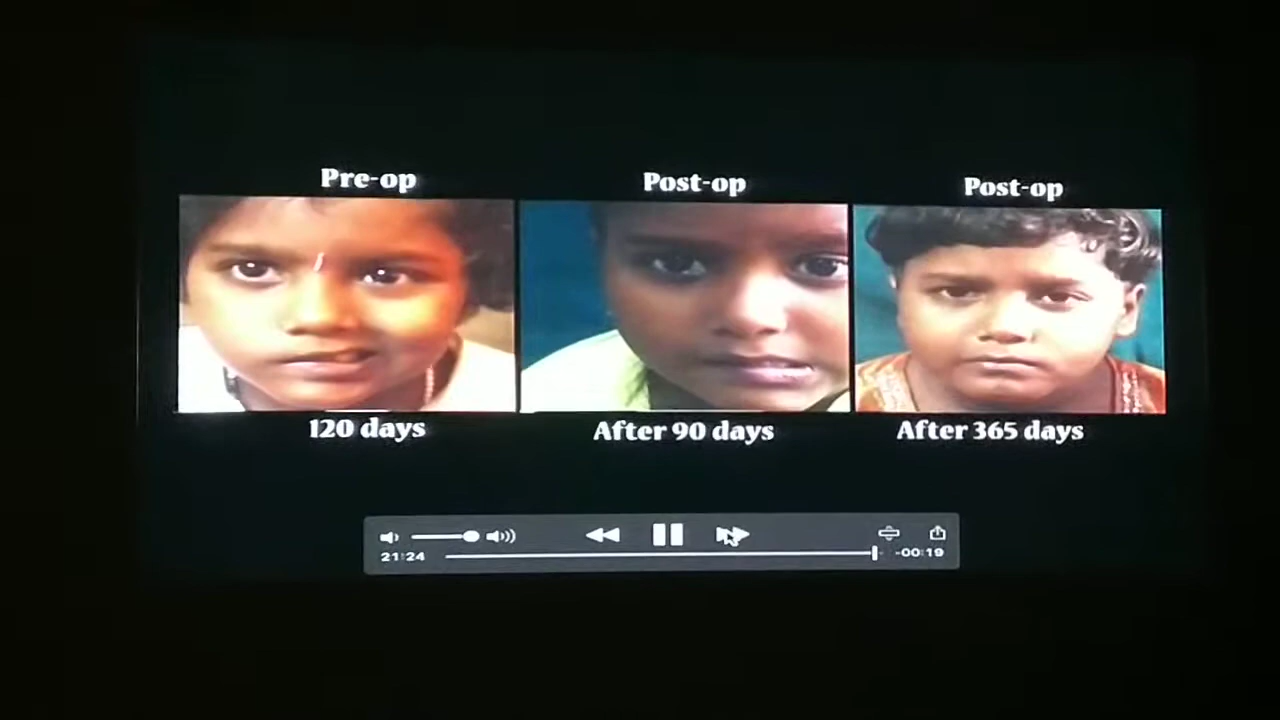 Pre-op
Post-op
Post-op
120 days
After 90 days
After 365 days
21:24
-00:19